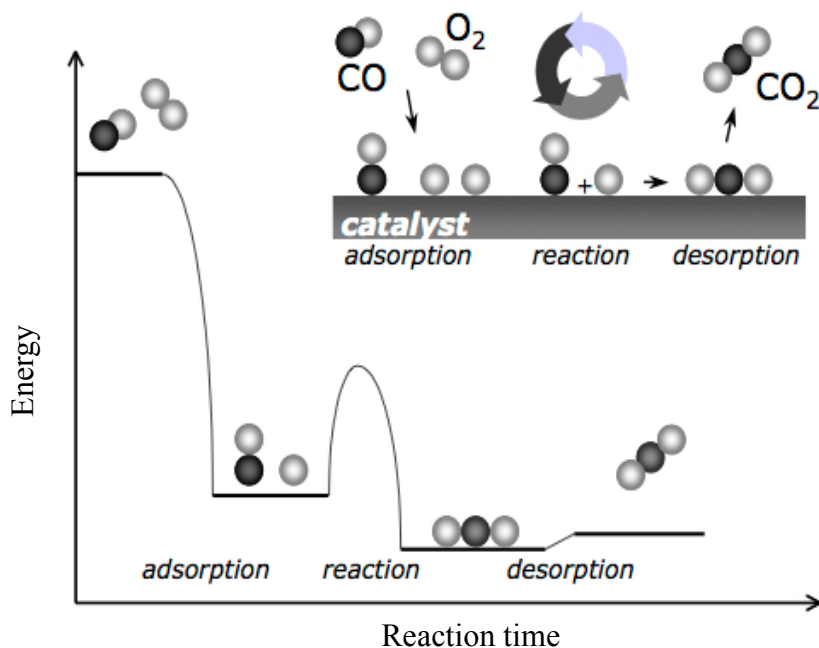 CO
O₂
CO₂
+
catalyst
adsorption reaction desorption
Energy
adsorption reaction desorption
Reaction time